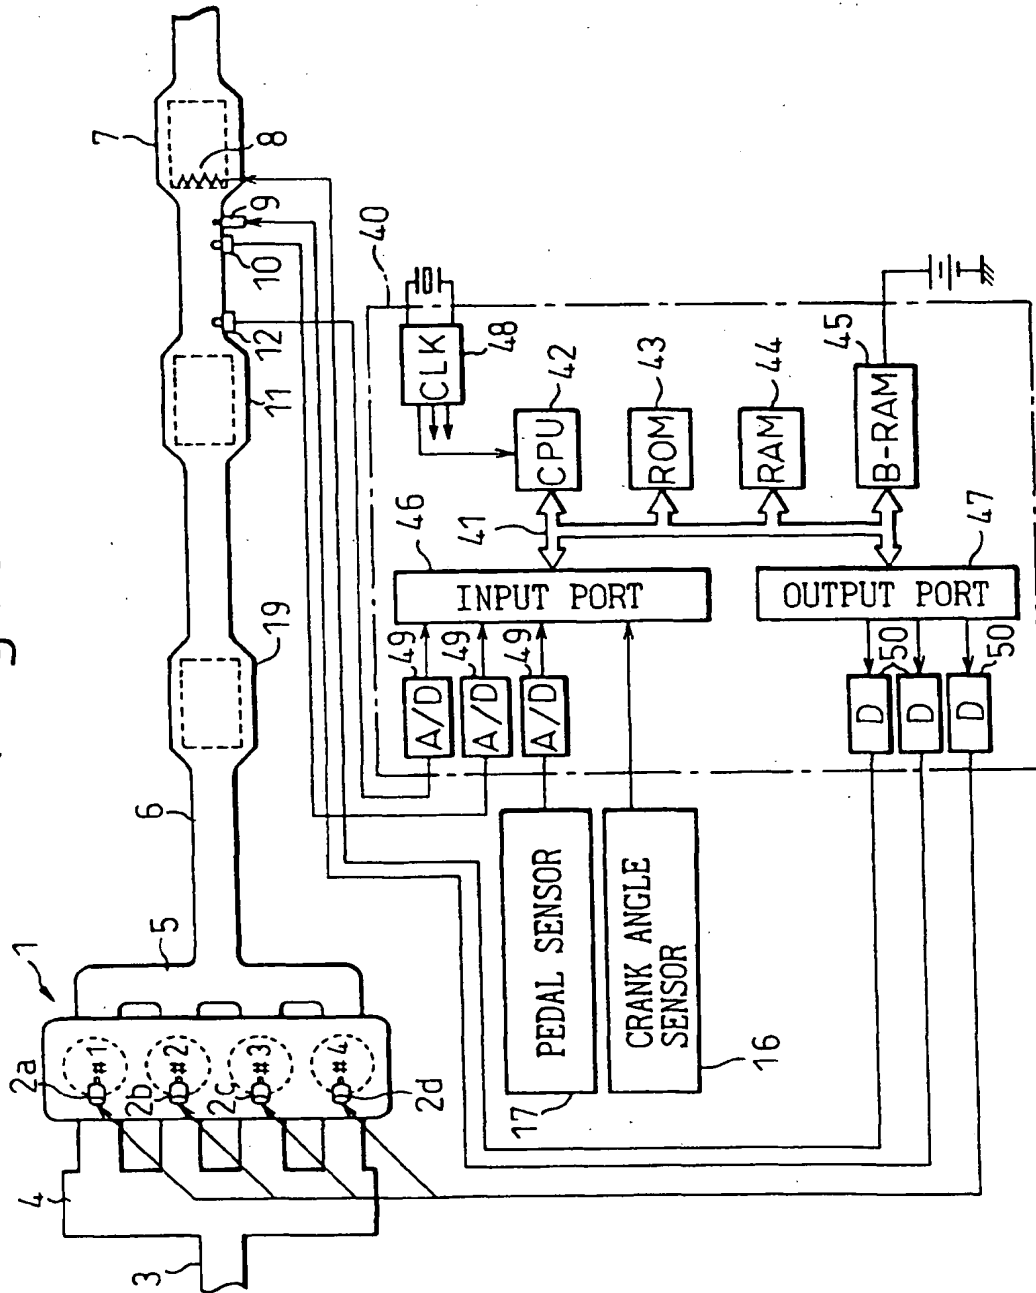 1
2a
#1
2b
#2
2c
#3
2d
#4
3
4
5
6
19
11
12
10
9
8
7
40
CLK
48
CPU
42
ROM
43
RAM
44
B-RAM
45
41
46
INPUT PORT
47
OUTPUT PORT
A/D
49
A/D
49
A/D
49
D
D
D
50
50
PEDAL SENSOR
17
CRANK ANGLE
SENSOR
16